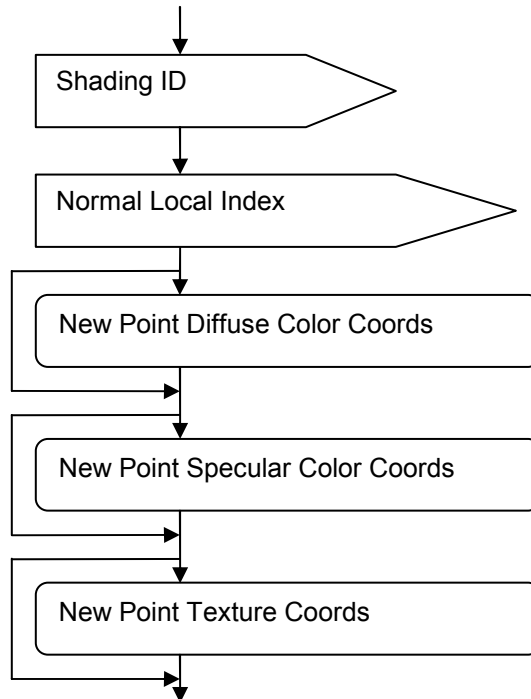 Shading ID
Normal Local Index
New Point Diffuse Color Coords
New Point Specular Color Coords
New Point Texture Coords